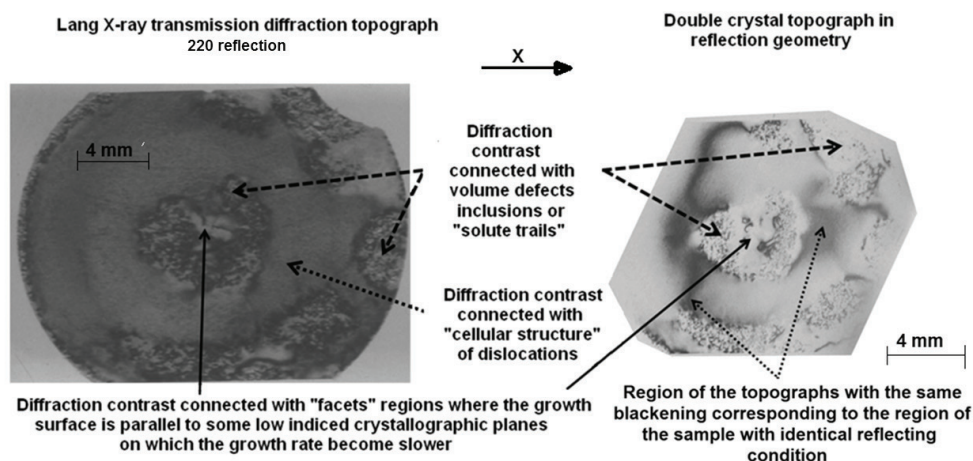 Lang X-ray transmission diffraction topograph
220 reflection
X
Double crystal topograph in
reflection geometry
4 mm
Diffraction
contrast
connected with
volume defects
inclusions or
"solute trails"
Diffraction contrast
connected with
"cellular structure"
of dislocations
4 mm
Diffraction contrast connected with "facets" regions where the growth
surface is parallel to some low indiced crystallographic planes
on which the growth rate become slower
Region of the topographs with the same
blackening corresponding to the region of
the sample with identical reflecting
condition